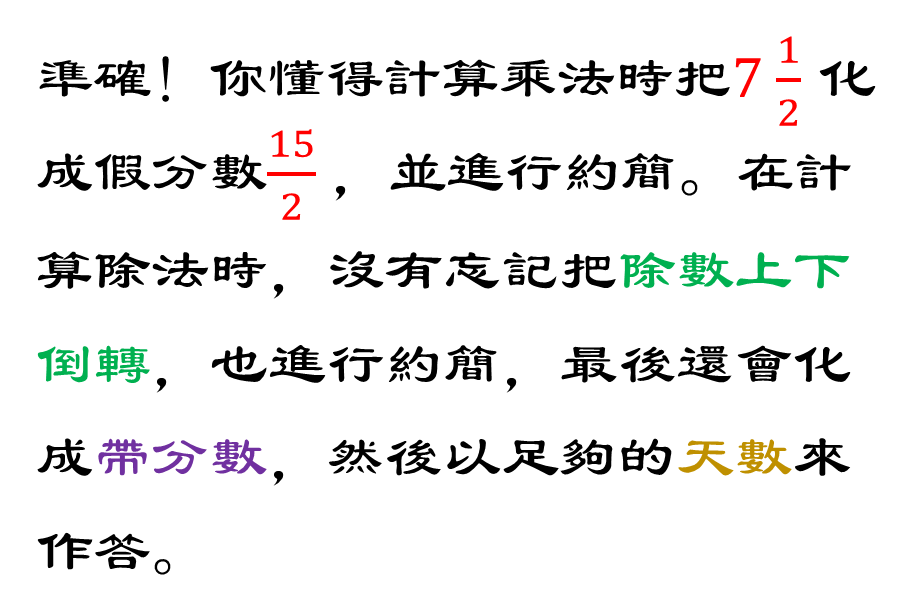 準確！你懂得計算乘法時把7 1/2 化
成假分數15/2，並進行約簡。在計
算除法時，沒有忘記把除數上下
倒轉，也進行約簡，最後還會化
成帶分數，然後以足夠的天數來
作答。